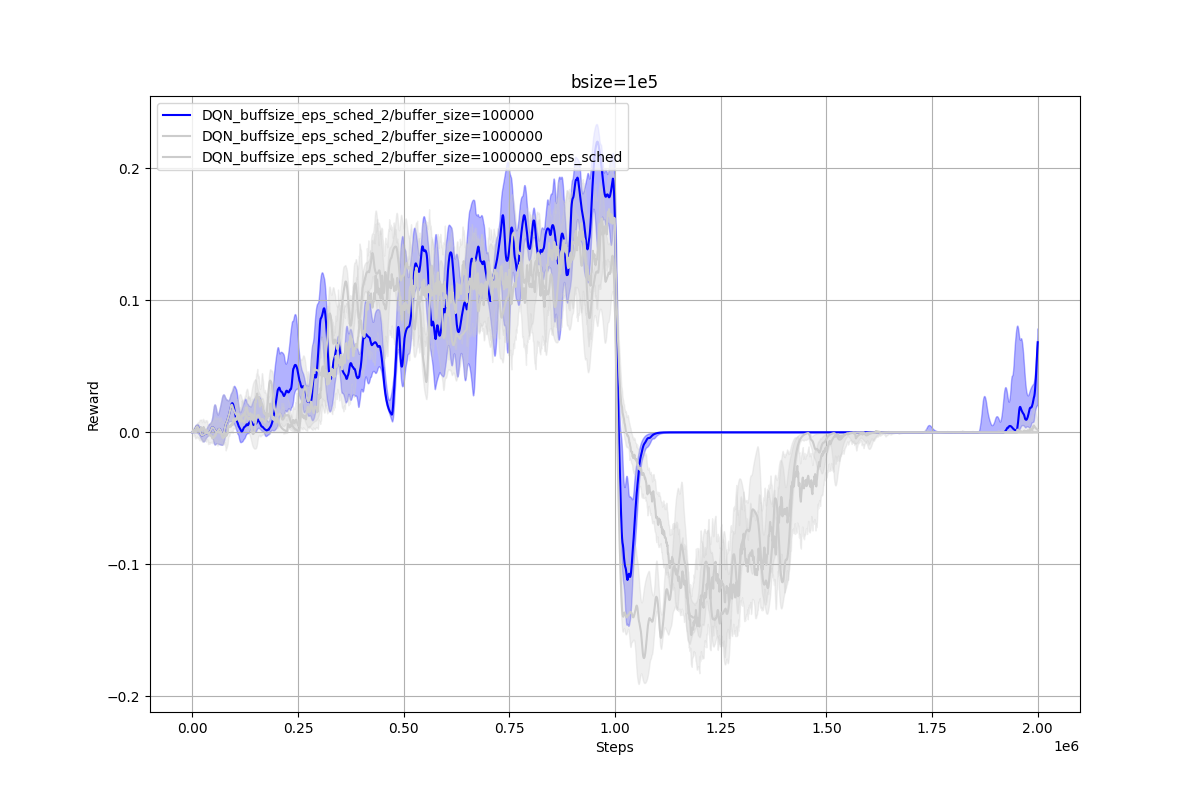 bsize=1e5
DQN_buffsize_eps_sched_2/buffer_size=100000
DQN_buffsize_eps_sched_2/buffer_size=1000000
DQN_buffsize_eps_sched_2/buffer_size=1000000_eps_sched
0.2
0.1
0.0
−0.1
−0.2
Reward
0.00 0.25 0.50 0.75 1.00 1.25 1.50 1.75 2.00
Steps
1e6